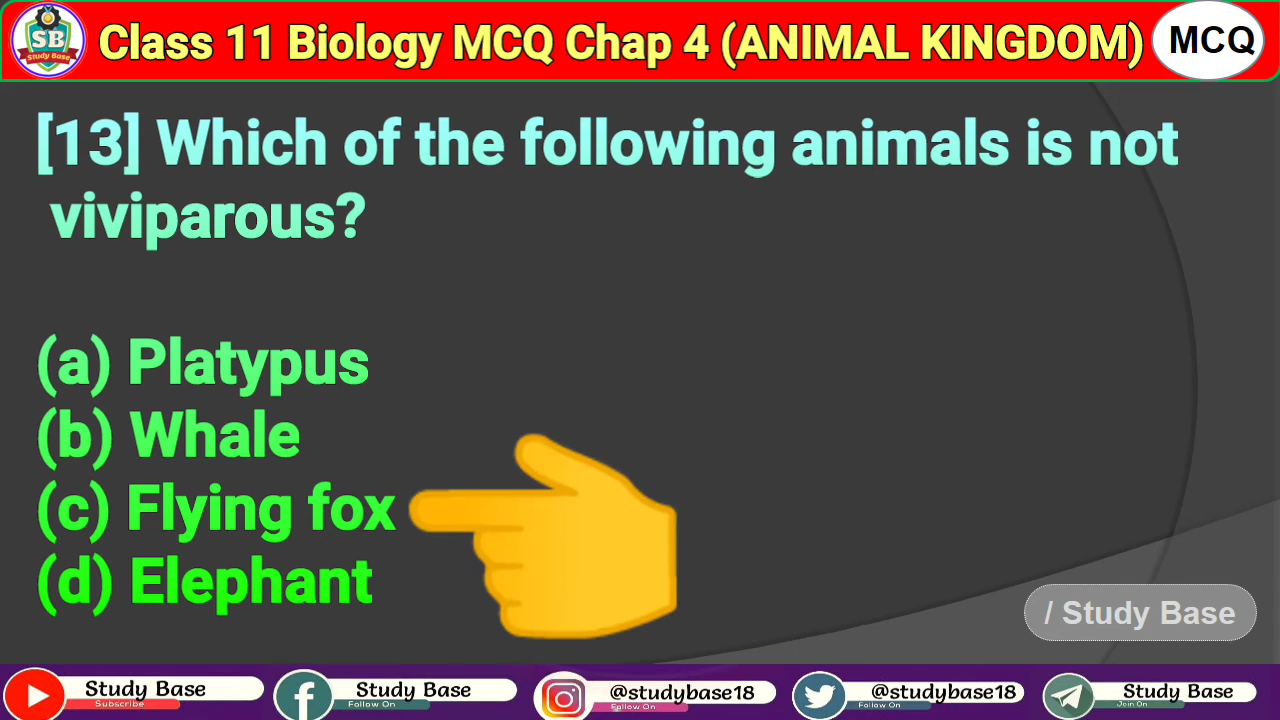 SB
Study Base
Class 11 Biology MCQ Chap 4 (ANIMAL KINGDOM)
MCQ
[13] Which of the following animals is not
viviparous?
(a) Platypus
(b) Whale
(c) Flying fox
(d) Elephant
/ Study Base
Study Base
Subscribe
Study Base
Follow On
@studybase18
Follow On
@studybase18
Follow On
Study Base
Join On